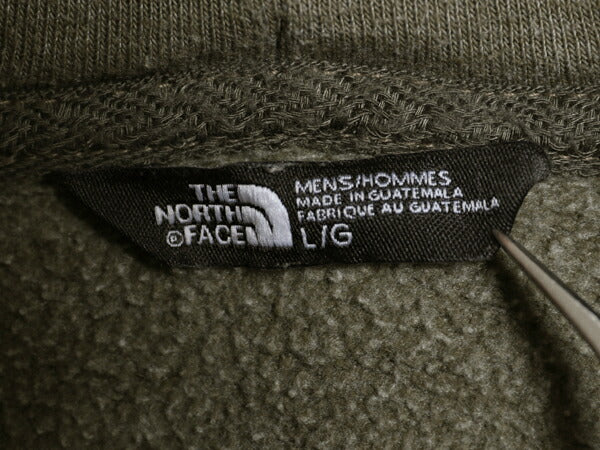 THE
NORTH
℗FACE
MENS/HOMMES
MADE IN GUATEMALA
FABRIQUE AU GUATEMALA
L/G